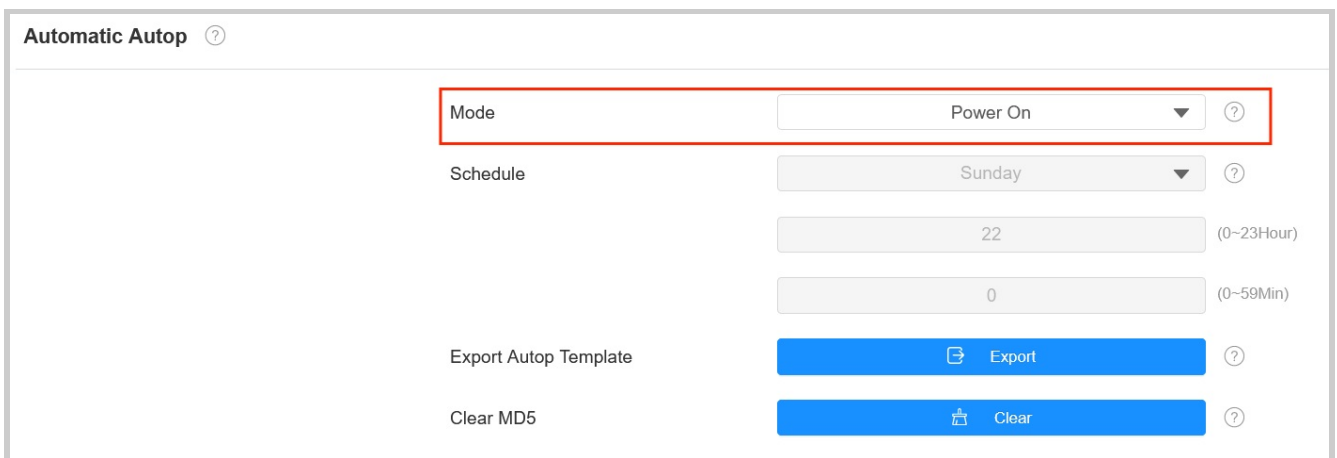 Automatic Autop ?
Mode Power On ?
Schedule Sunday ?
22 (0~23Hour)
0 (0~59Min)
Export Autop Template Export ?
Clear MD5 Clear ?